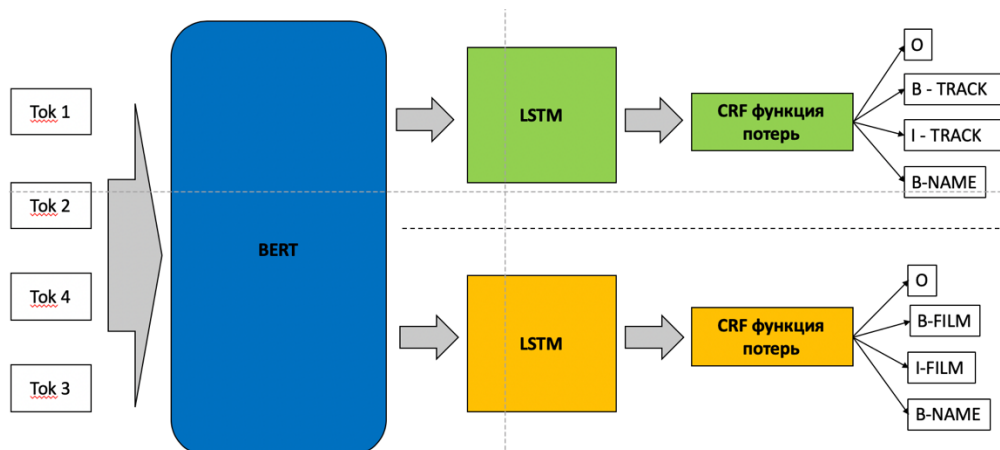 Tok 1
Tok 2
Tok 4
Tok 3
BERT
LSTM
CRF функция
потерь
O
B - TRACK
I - TRACK
B-NAME
LSTM
CRF функция
потерь
O
B-FILM
I-FILM
B-NAME